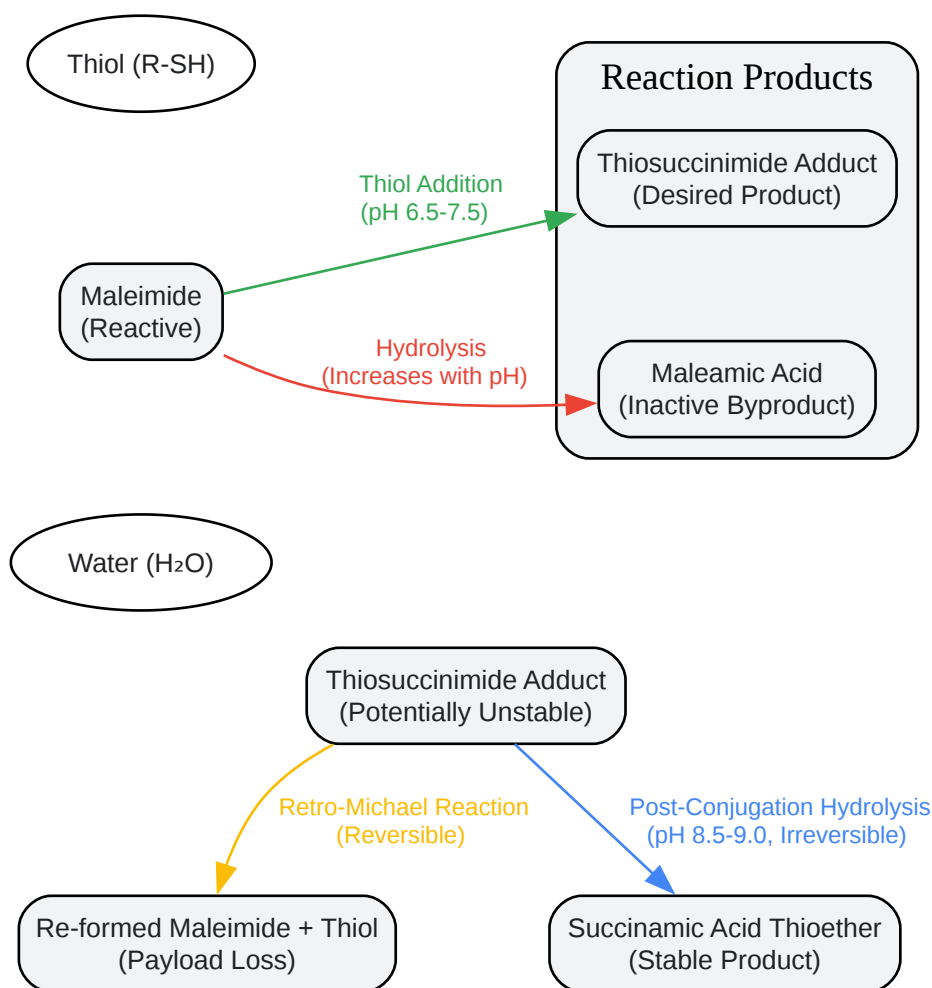 Thiol (R-SH)
Reaction Products
Thiosuccinimide Adduct
(Desired Product)
Thiol Addition
(pH 6.5-7.5)
Maleimide
(Reactive)
Hydrolysis
(Increases with pH)
Maleamic Acid
(Inactive Byproduct)
Water (H₂O)
Thiosuccinimide Adduct
(Potentially Unstable)
Retro-Michael Reaction
(Reversible)
Post-Conjugation Hydrolysis
(pH 8.5-9.0, Irreversible)
Re-formed Maleimide + Thiol
(Payload Loss)
Succinamic Acid Thioether
(Stable Product)